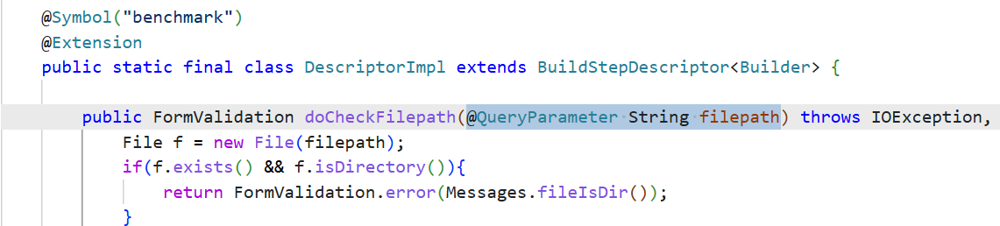 @Symbol("benchmark")
@Extension
public static final class DescriptorImpl extends BuildStepDescriptor<Builder> {
public FormValidation doCheckFilepath(@QueryParameter String filepath) throws IOException,
File f = new File(filepath);
if(f.exists() && f.isDirectory()){
return FormValidation.error(Messages.fileIsDir());
}